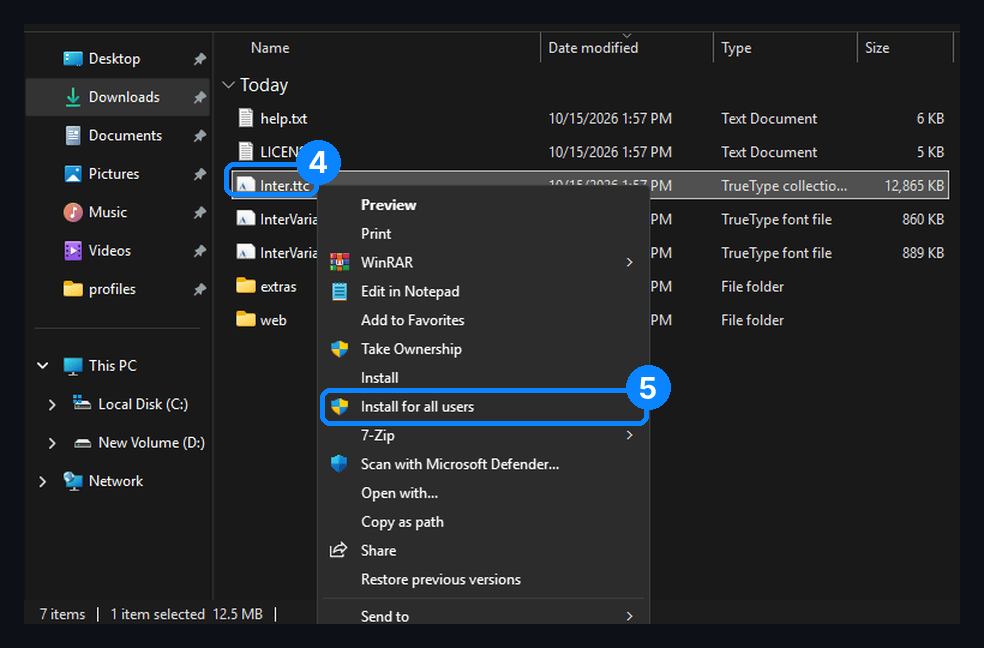 Name Date modified Type Size
Desktop
Downloads
Documents
Pictures
Music
Videos
profiles
This PC
Local Disk (C:)
New Volume (D:)
Network
Today
help.txt 10/15/2026 1:57 PM Text Document 6 KB
10/15/2026 1:57 PM Text Document 5 KB
4
Inter.ttc 10/15/2026 1:57 PM TrueType collectio... 12,865 KB
InterVaria PM TrueType font file 860 KB
InterVaria PM TrueType font file 889 KB
extras PM File folder
web PM File folder
Preview
Print
WinRAR
Edit in Notepad
Add to Favorites
Take Ownership
Install
5
Install for all users
7-Zip
Scan with Microsoft Defender...
Open with...
Copy as path
Share
Restore previous versions
Send to
7 items 1 item selected 12.5 MB